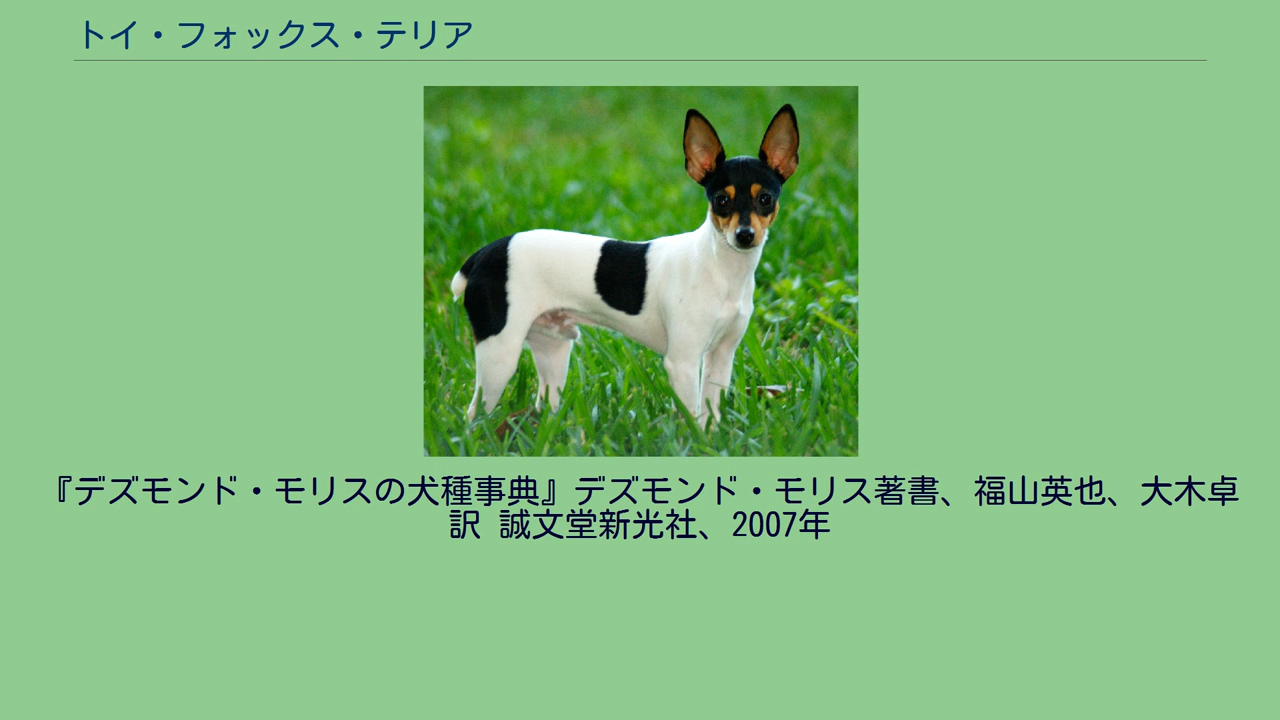 トイ・フォックス・テリア
『デズモンド・モリスの犬種事典』デズモンド・モリス著書、福山英也、大木卓
訳 誠文堂新光社、2007年